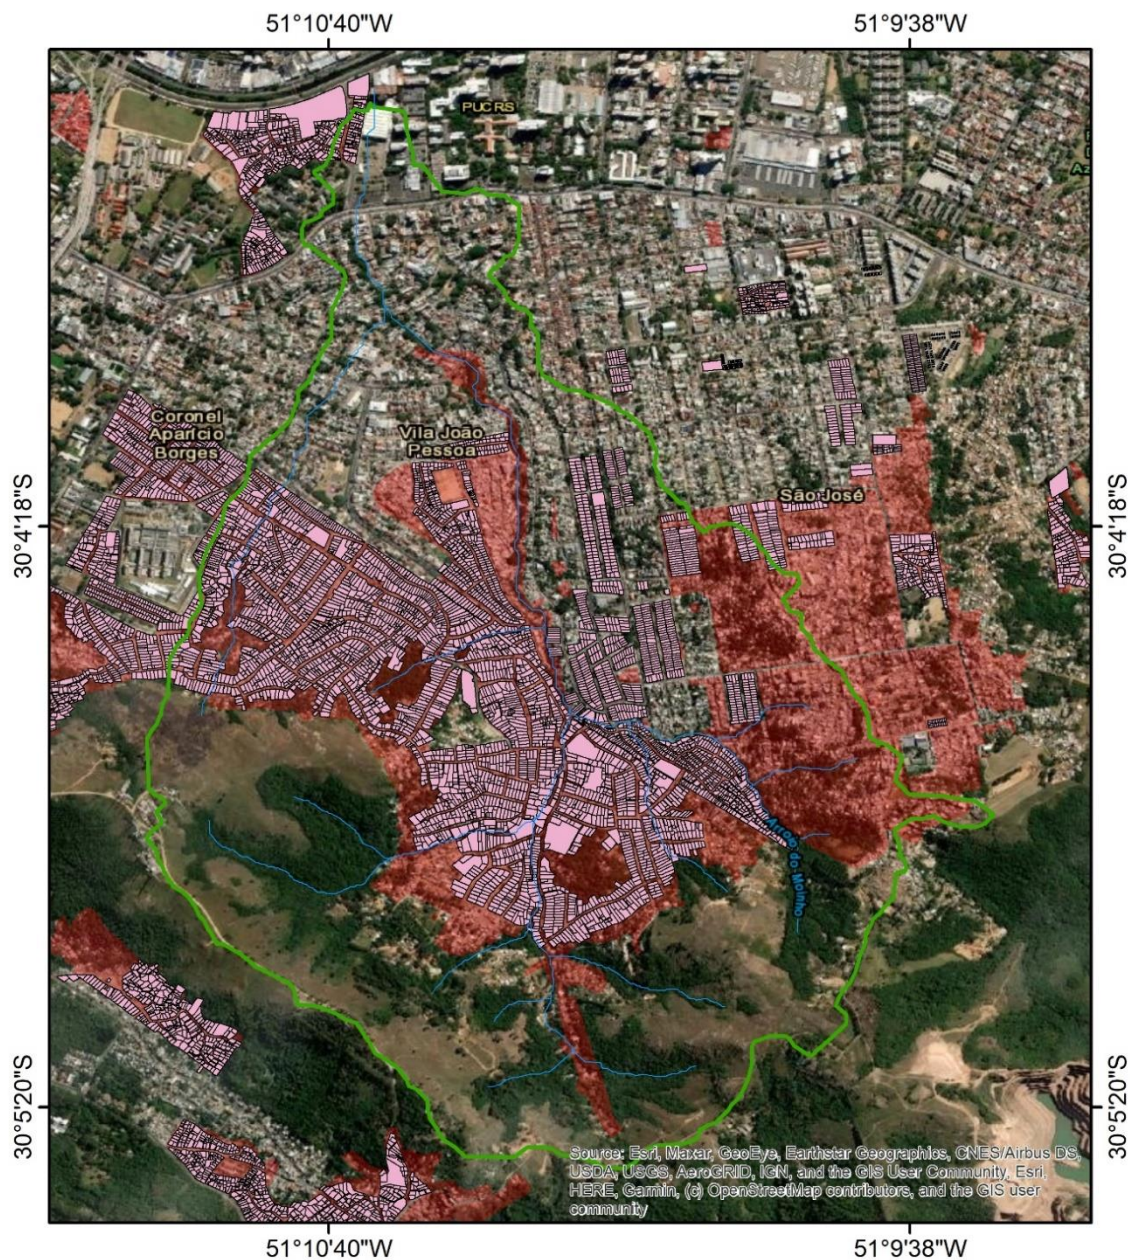 51°10'40"W
51°9'38"W
PUCRS
Az
Coronel
Aparício
Borges
Vila João
Pessoa
São José
30°4'18"S
30°4'18"S
Arroio do Moinho
30°5'20"S
30°5'20"S
Source: Esri, Maxar, GeoEye, Earthstar Geographics, CNES/Airbus DS,
USDA, USGS, AeroGRID, IGN, and the GIS User Community, Esri,
HERE, Garmin, (c) OpenStreetMap contributors, and the GIS user
community
51°10'40"W
51°9'38"W